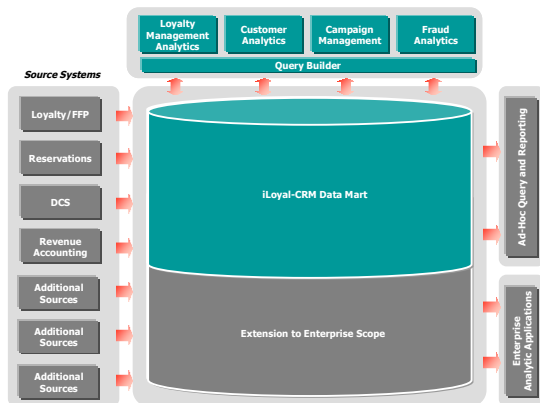 Loyalty
Management
Analytics
Customer
Analytics
Campaign
Management
Fraud
Analytics
Query Builder
Source Systems
Loyalty/FFP
Reservations
DCS
Revenue
Accounting
Additional
Sources
Additional
Sources
Additional
Sources
iLoyal-CRM Data Mart
Extension to Enterprise Scope
Ad-Hoc Query and Reporting
Enterprise
Analytic Applications